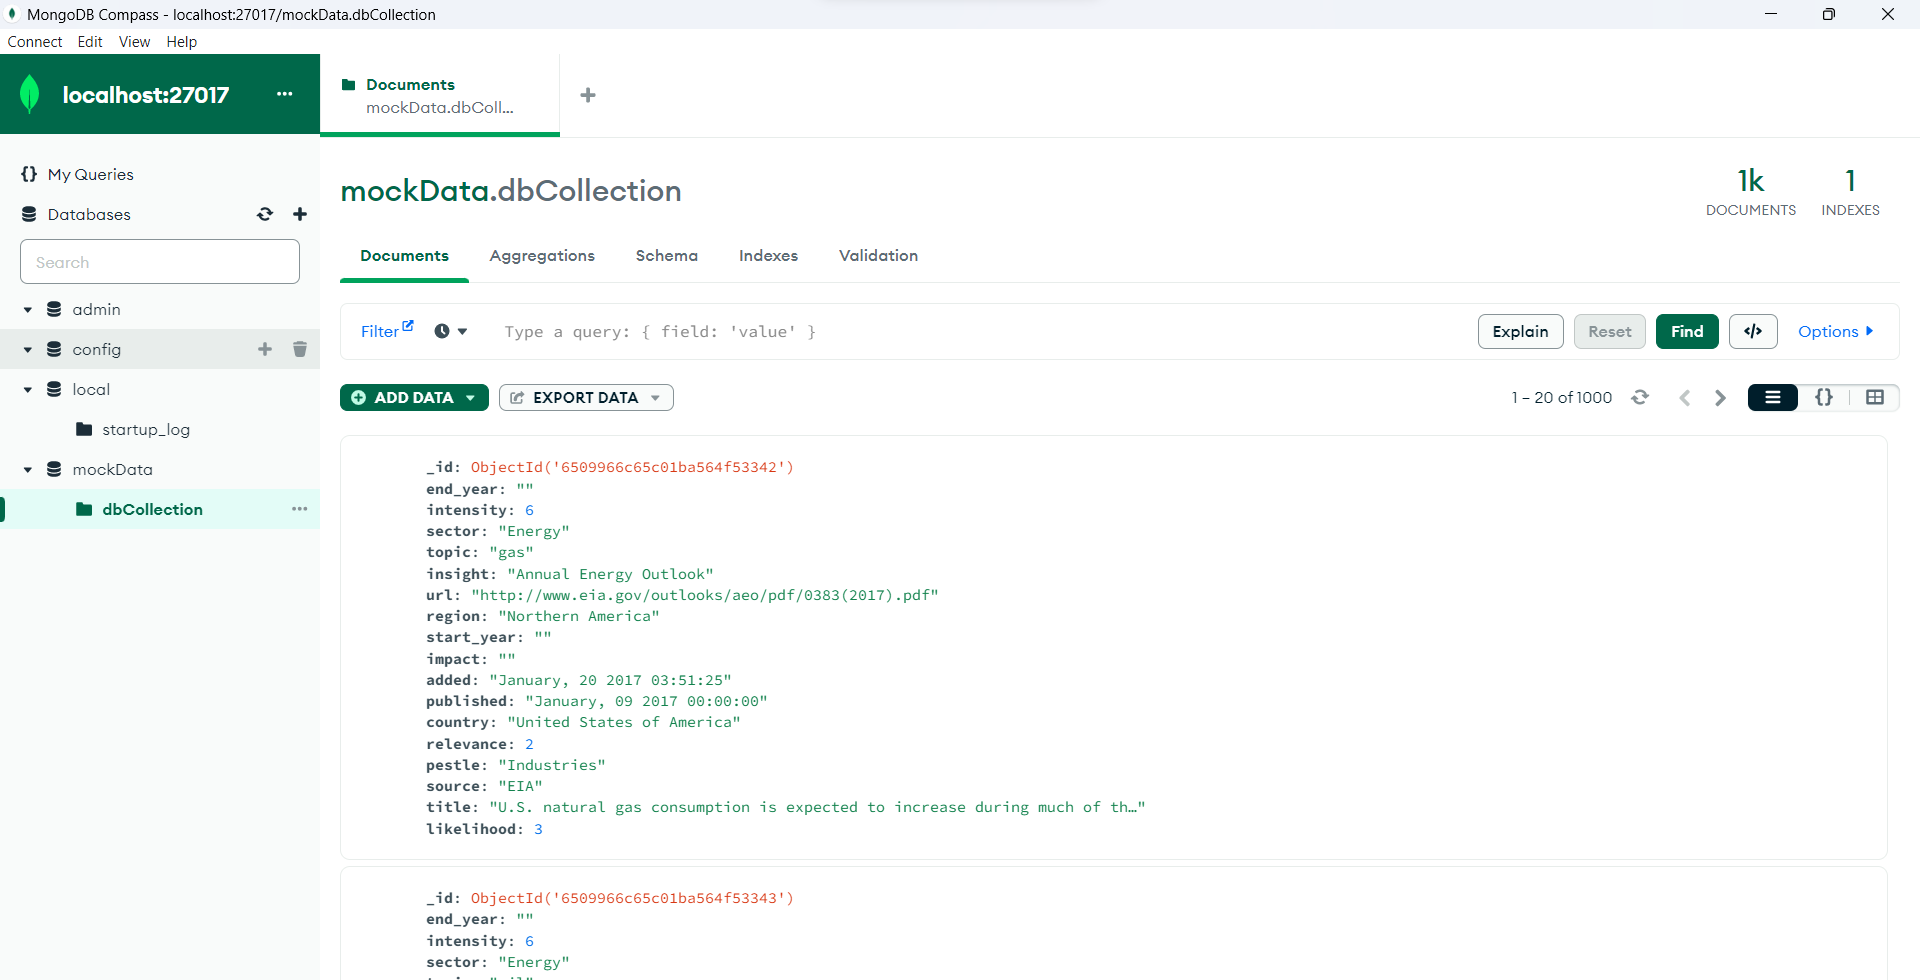 MongoDB Compass - localhost:27017/mockData.dbCollection
Connect Edit View Help
localhost:27017 ...
Documents
mockData.dbColl...
My Queries
Databases
Search
admin
config
local
startup_log
mockData
dbCollection
mockData.dbCollection
1k
DOCUMENTS
1
INDEXES
Documents Aggregations Schema Indexes Validation
Filter Type a query: { field: 'value' } Explain Reset Find </> Options
ADD DATA EXPORT DATA 1 – 20 of 1000 {}
_id: ObjectId('6509966c65c01ba564f53342')
end_year: ""
intensity: 6
sector: "Energy"
topic: "gas"
insight: "Annual Energy Outlook"
url: "http://www.eia.gov/outlooks/aeo/pdf/0383(2017).pdf"
region: "Northern America"
start_year: ""
impact: ""
added: "January, 20 2017 03:51:25"
published: "January, 09 2017 00:00:00"
country: "United States of America"
relevance: 2
pestle: "Industries"
source: "EIA"
title: "U.S. natural gas consumption is expected to increase during much of th…"
likelihood: 3
_id: ObjectId('6509966c65c01ba564f53343')
end_year: ""
intensity: 6
sector: "Energy"